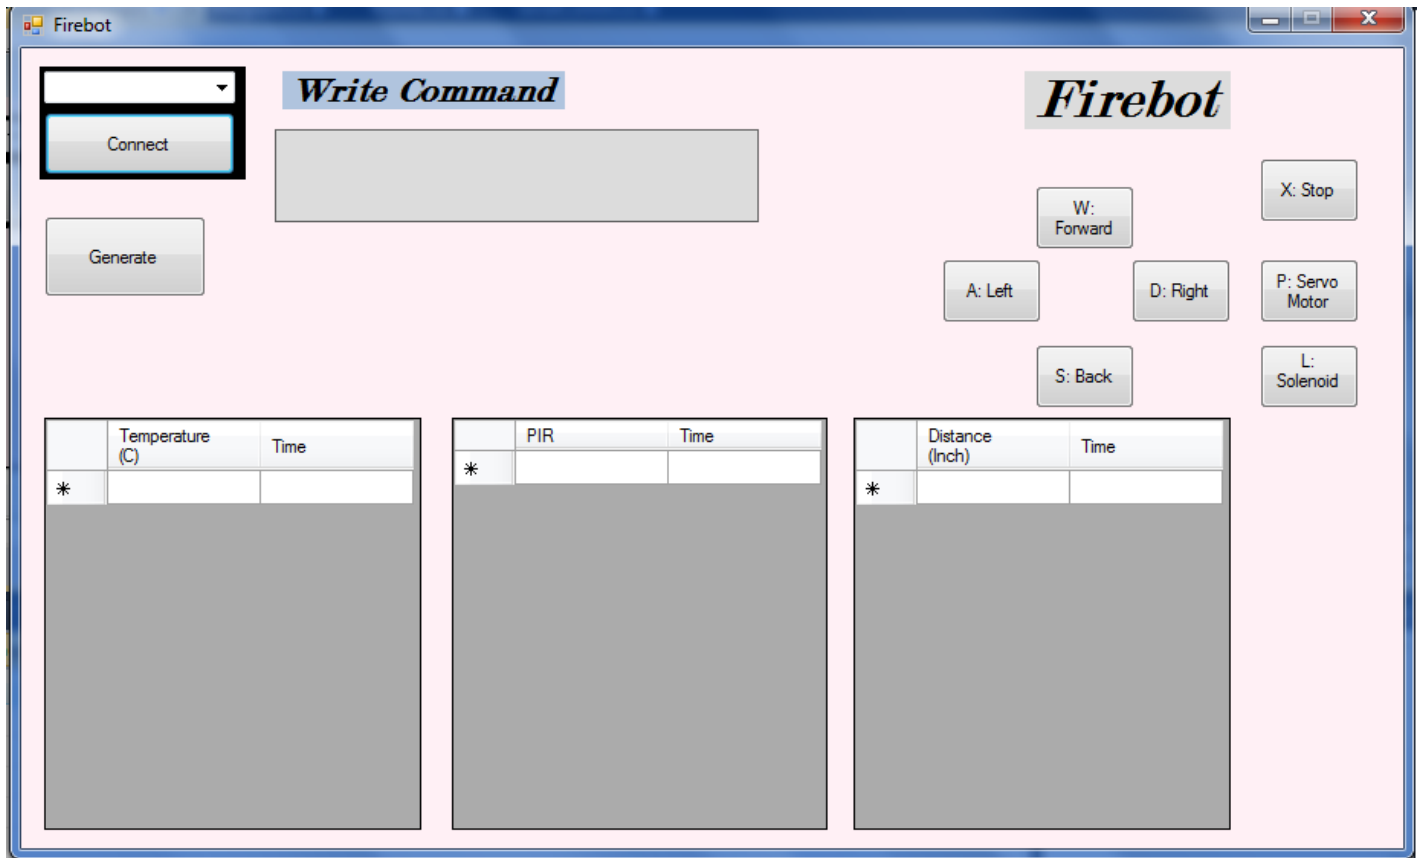 Firebot
Write Command
Firebot
Connect
X: Stop
W:
Forward
Generate
A: Left
D: Right
P: Servo
Motor
S: Back
L:
Solenoid
Temperature
(C)
Time
PIR
Time
Distance
(Inch)
Time